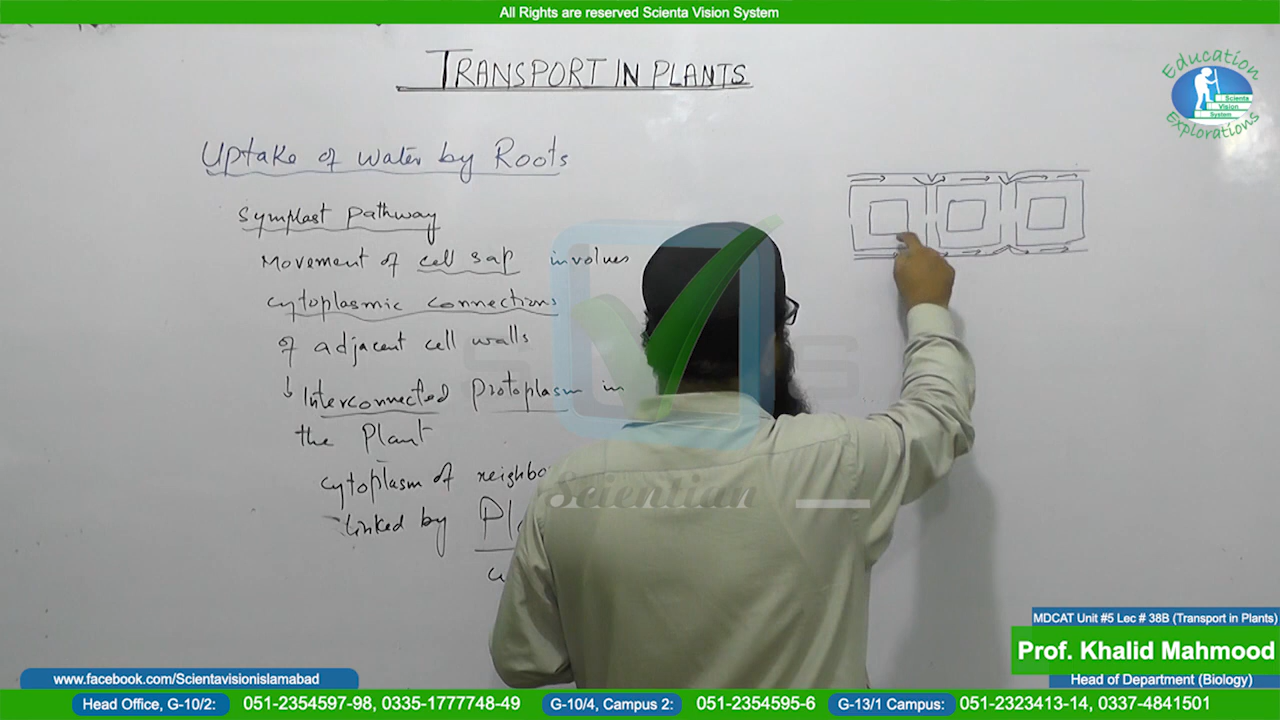 All Rights are reserved Scienta Vision System
TRANSPORT IN PLANTS
Education
Scienta
Vision
System
Explorations
Uptake of water by Roots
Symplast pathway
Movement of cell sap involves
cytoplasmic connections
of adjacent cell walls
Interconnected Protoplasm in
the Plant
cytoplasm of neighbo
linked by Pl
S S
Scientian
MDCAT Unit #5 Lec # 38B (Transport in Plants)
Prof. Khalid Mahmood
Head of Department (Biology)
www.facebook.com/Scientavisionislamabad
Head Office, G-10/2: 051-2354597-98, 0335-1777748-49 G-10/4, Campus 2: 051-2354595-6 G-13/1 Campus: 051-2323413-14, 0337-4841501